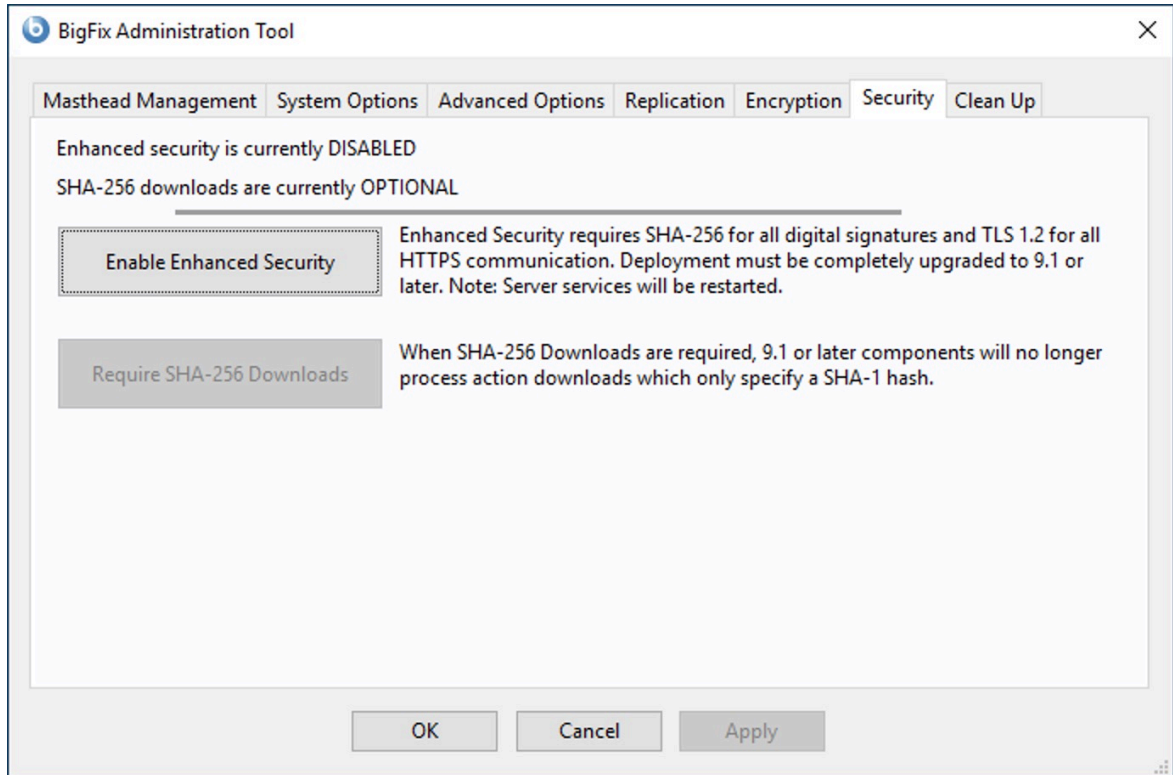 BigFix Administration Tool
Masthead Management System Options Advanced Options Replication Encryption Security Clean Up
Enhanced security is currently DISABLED
SHA-256 downloads are currently OPTIONAL
Enable Enhanced Security
Enhanced Security requires SHA-256 for all digital signatures and TLS 1.2 for all
HTTPS communication. Deployment must be completely upgraded to 9.1 or
later. Note: Server services will be restarted.
Require SHA-256 Downloads
When SHA-256 Downloads are required, 9.1 or later components will no longer
process action downloads which only specify a SHA-1 hash.
OK Cancel Apply